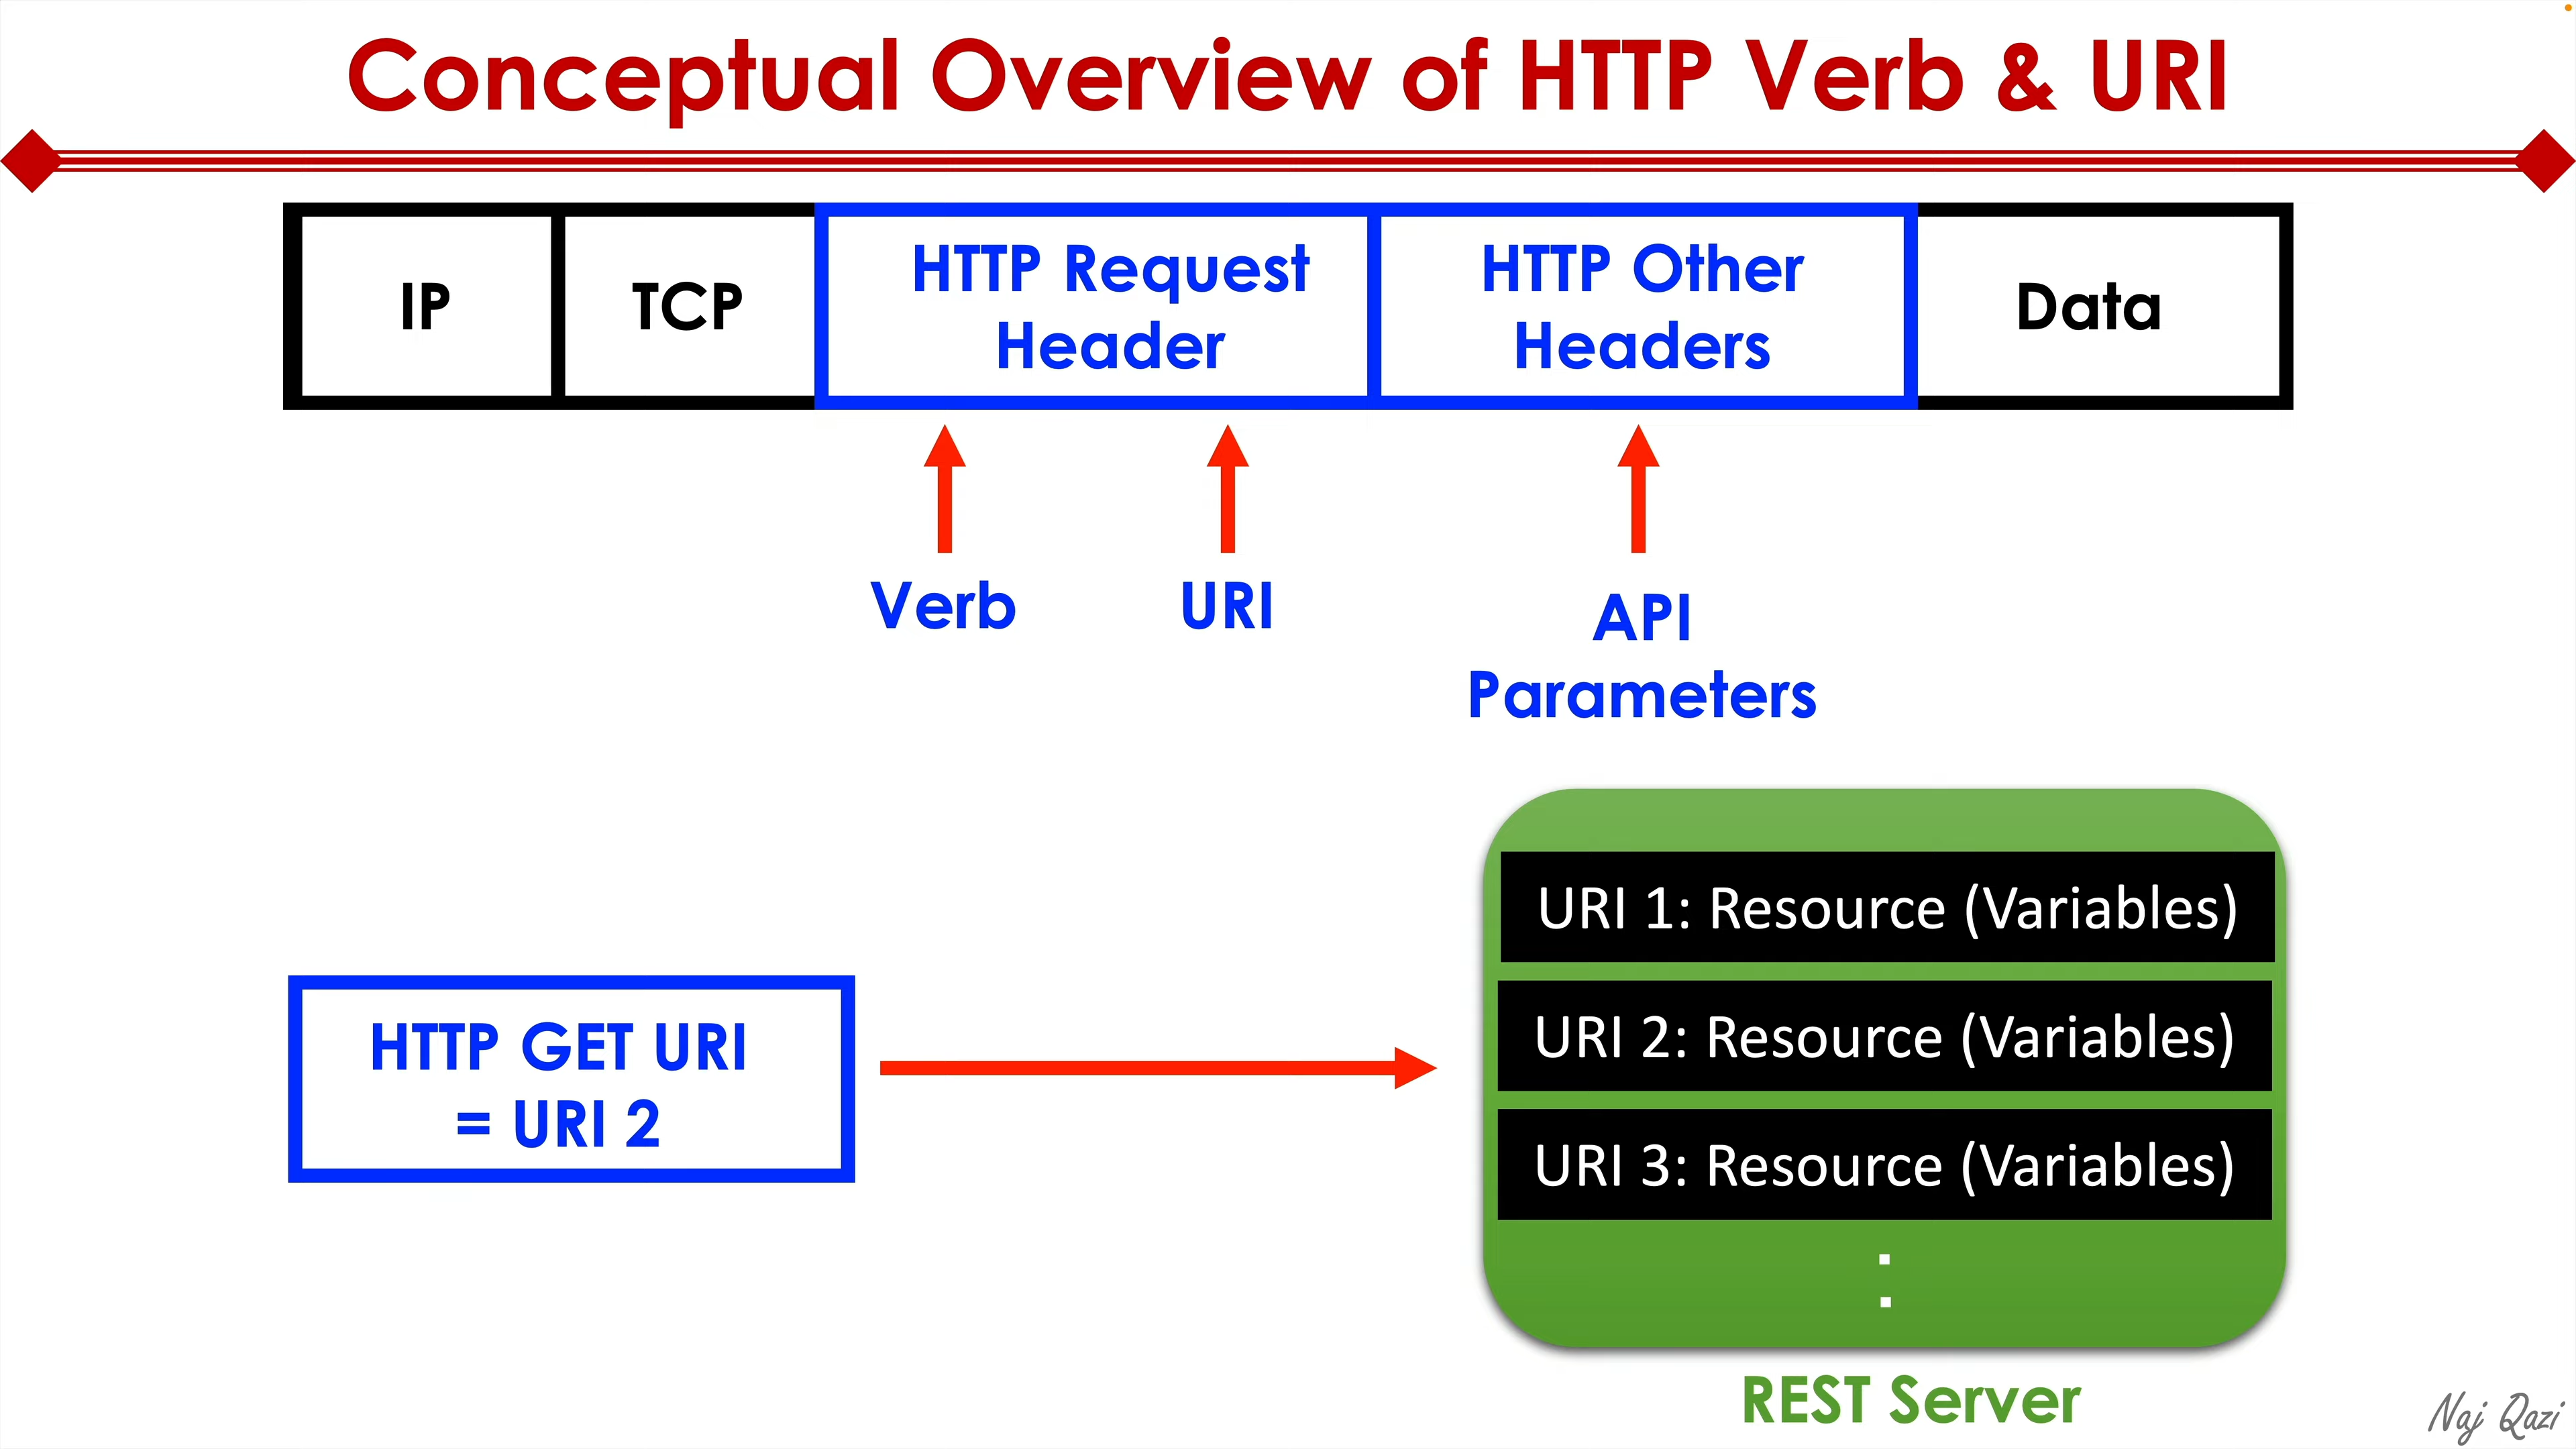 Conceptual Overview of HTTP Verb & URI
IP
TCP
HTTP Request
Header
HTTP Other
Headers
Data
Verb
URI
API
Parameters
HTTP GET URI
= URI 2
URI 1: Resource (Variables)
URI 2: Resource (Variables)
URI 3: Resource (Variables)
:
REST Server
Naj Qazi